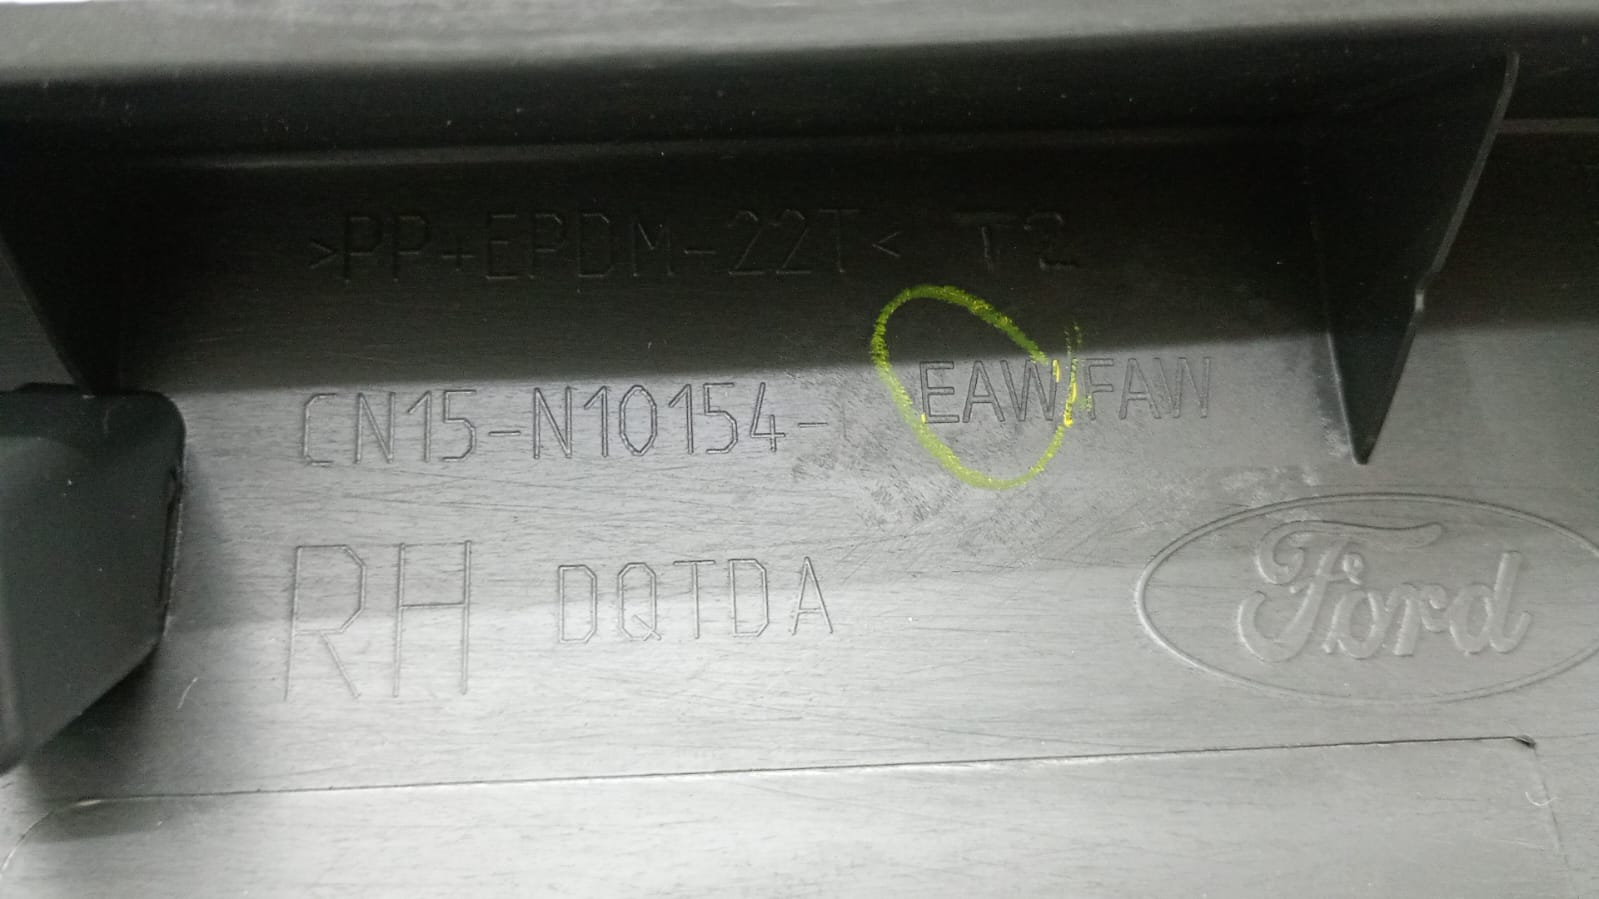 >PP+EPDM-22T< T2
CN15-N10154- EAW FAW
RH DQTDA
Ford